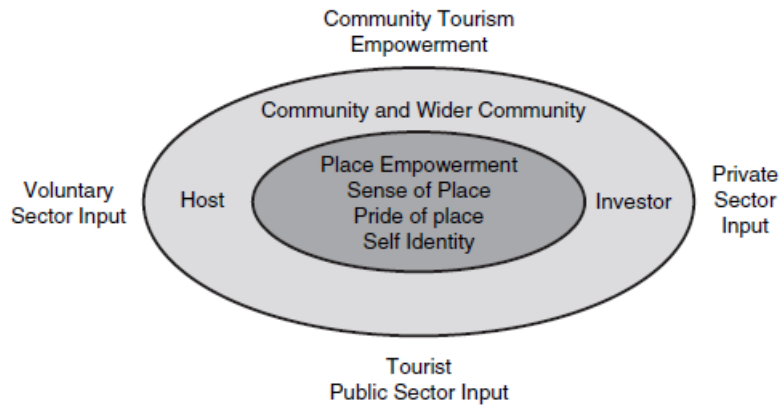 Community Tourism
Empowerment
Community and Wider Community
Place Empowerment
Sense of Place
Pride of place
Self Identity
Voluntary
Sector Input
Host
Investor
Private
Sector
Input
Tourist
Public Sector Input